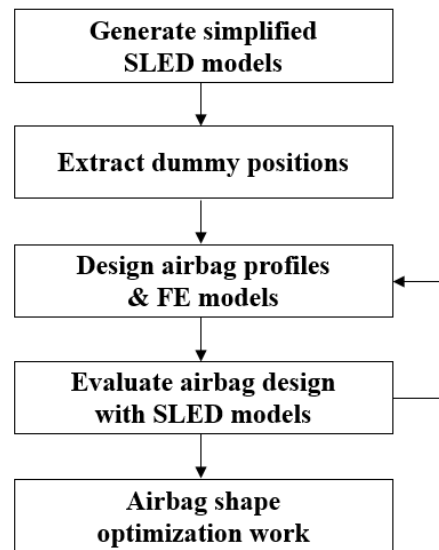 Generate simplified
SLED models
Extract dummy positions
Design airbag profiles
& FE models
Evaluate airbag design
with SLED models
Airbag shape
optimization work